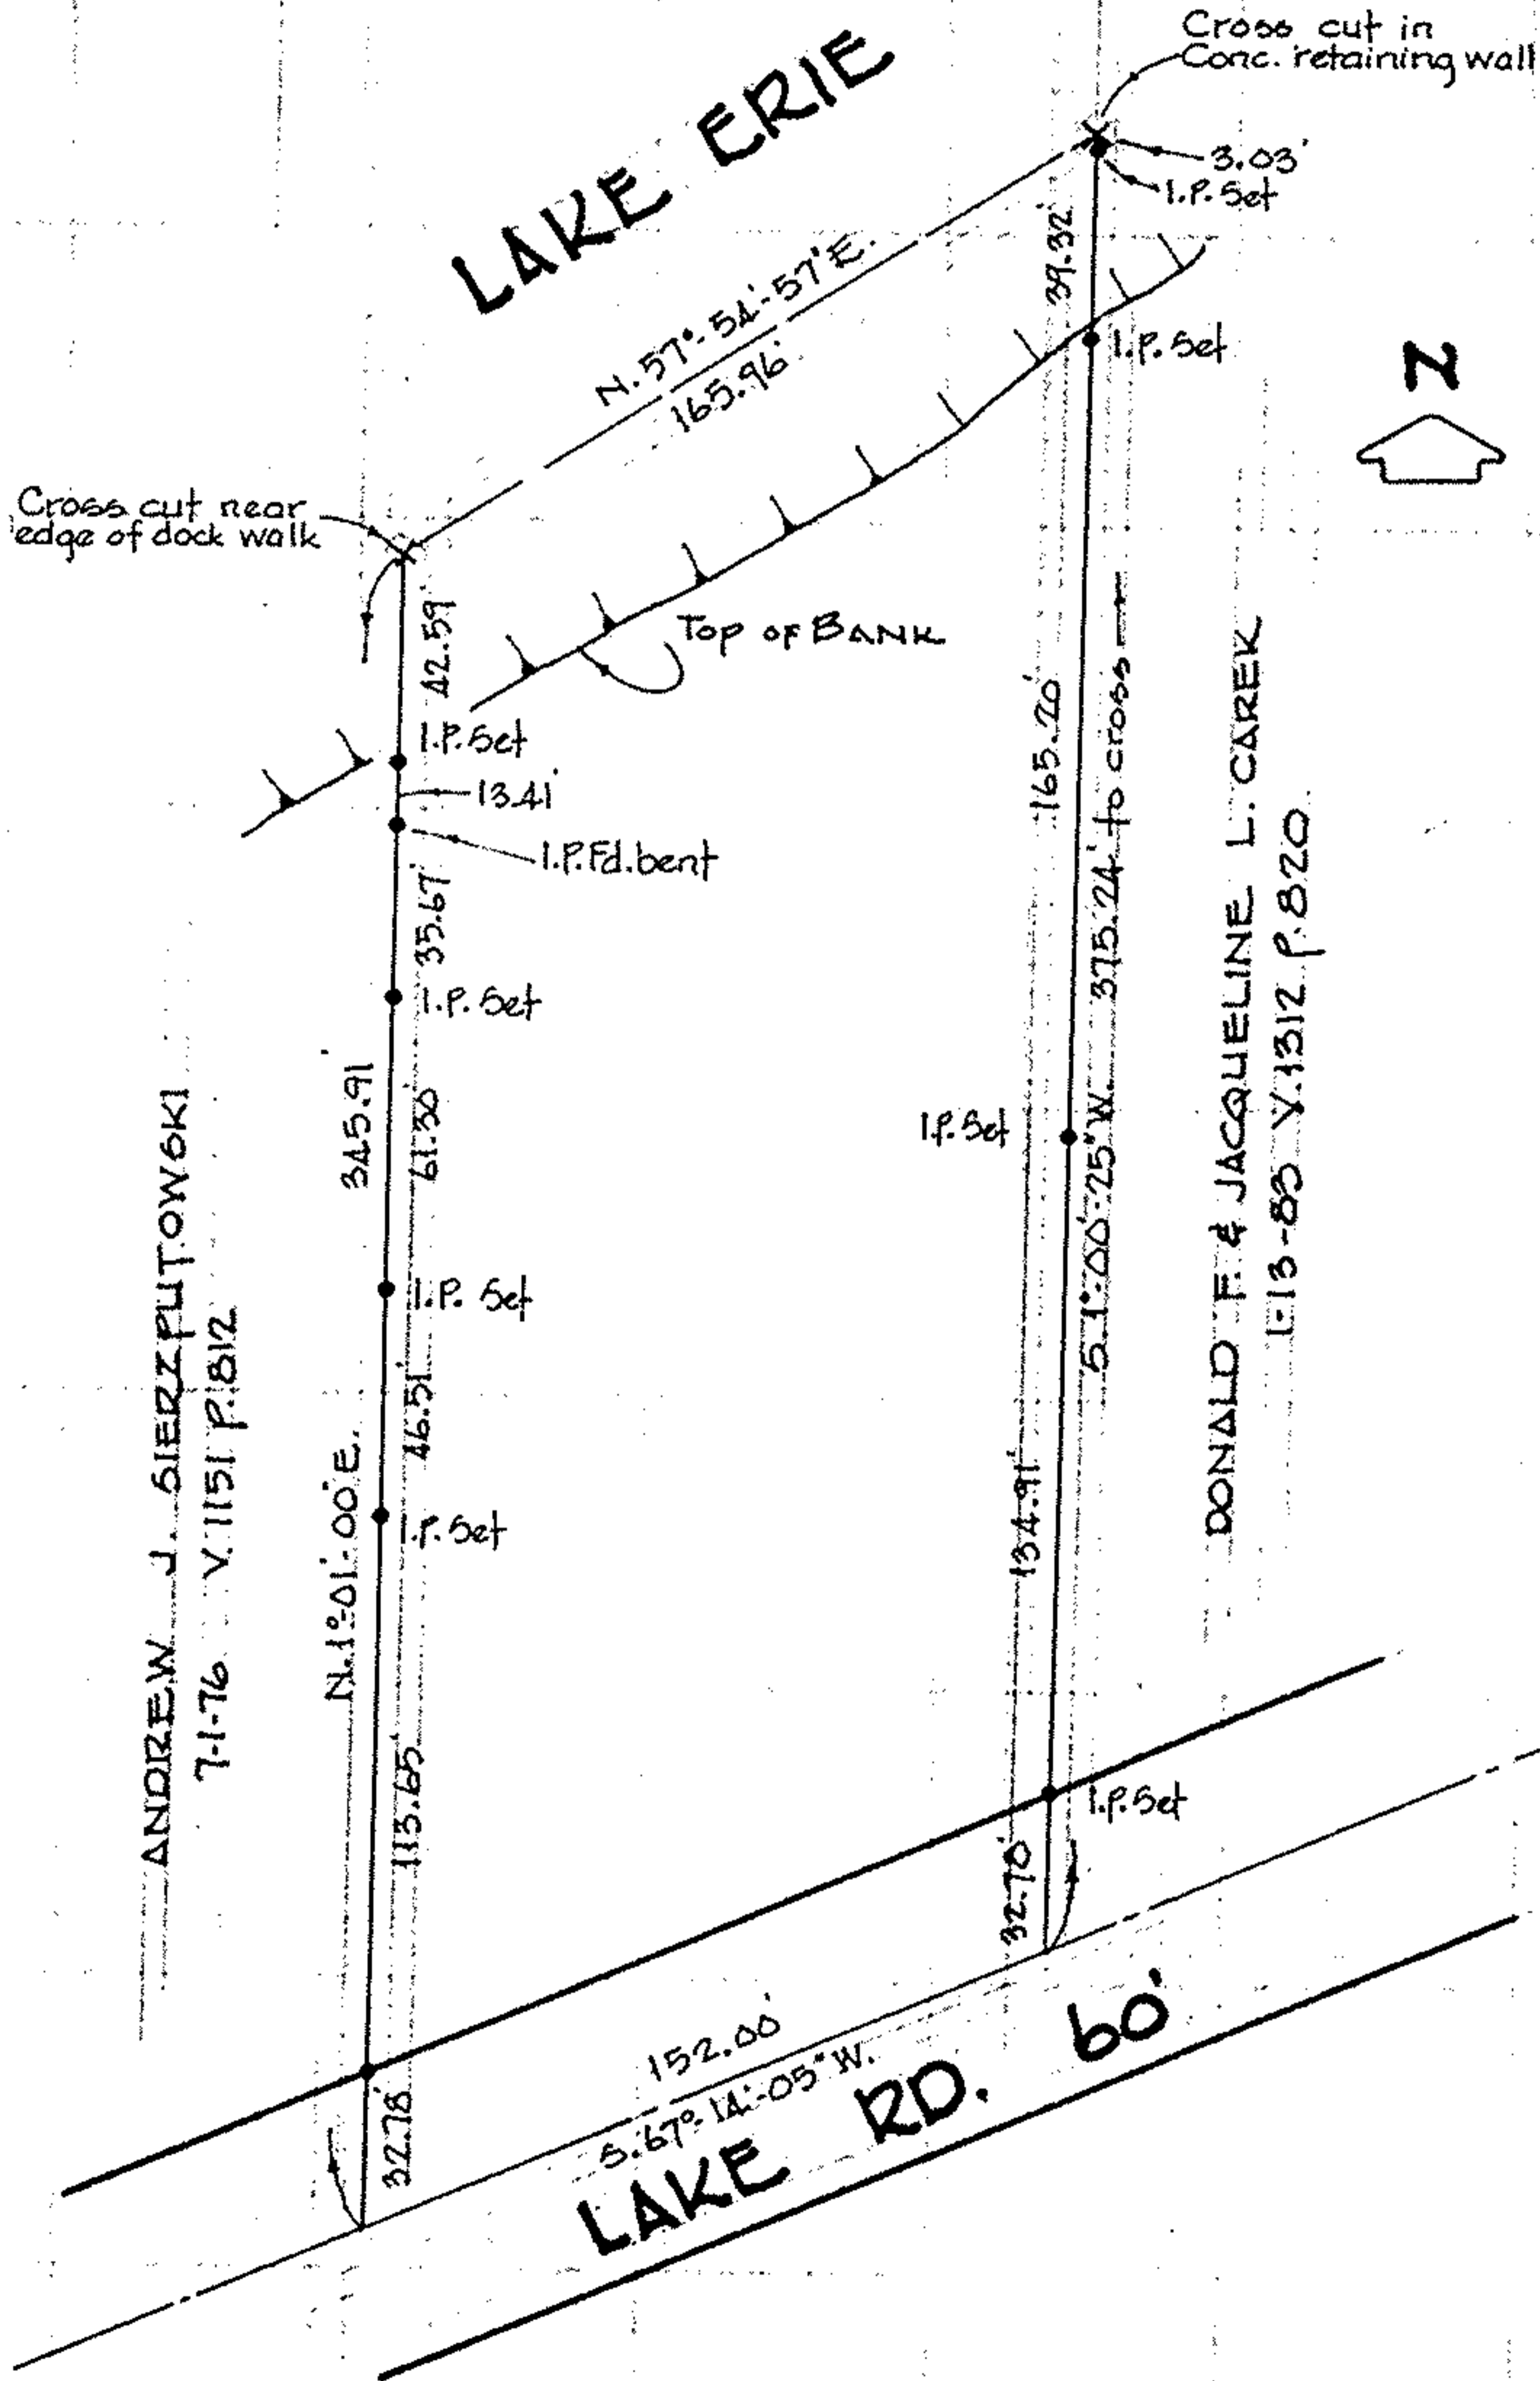 Cross cut in
Conc. retaining wall
LAKE ERIE
3.03'
I.P. Set
39.32'
N. 57°-54'-57" E.
165.96'
I.P. Set
N
Cross cut near
edge of dock walk
42.59'
TOP OF BANK
I.P. Set
13.41'
I.P. Fd. bent
35.67'
I.P. Set
165.20'
S. 1°-00'-25" W. 375.24' to cross
DONALD F. & JACQUELINE L. CAREK
1-13-83 V.1312 P.820
345.91'
61.30'
I.P. Set
I.P. Set
ANDREW J. SIERZPUTOWSKI
7-1-76 V.1151 P.812
46.51'
I.P. Set
N. 1°-01'-00" E.
134.91'
113.65'
I.P. Set
32.70'
32.78'
152.00'
S. 67°-14'-05" W.
LAKE RD. 60'